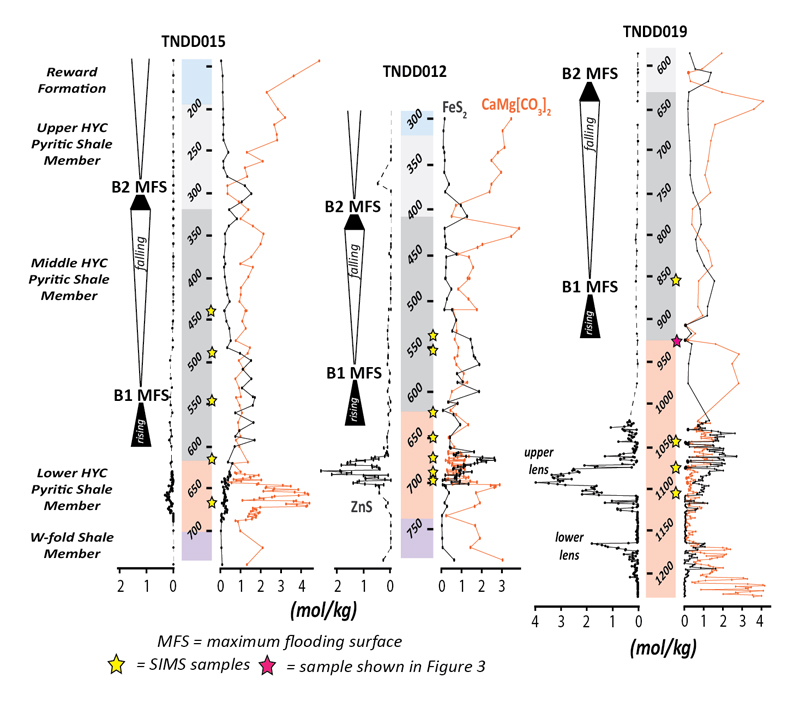 TNDD015
TNDD012
TNDD019
Reward
Formation
Upper HYC
Pyritic Shale
Member
Middle HYC
Pyritic Shale
Member
Lower HYC
Pyritic Shale
Member
W-fold Shale
Member
B2 MFS
falling
B1 MFS
rising
200
250
300
350
400
450
500
550
600
650
700
2 1 0
0 1 2 3 4
(mol/kg)
FeS2
CaMg[CO3]2
B2 MFS
falling
B1 MFS
rising
300
350
400
450
500
550
600
650
700
750
ZnS
2 1 0
0 1 2 3
B2 MFS
falling
B1 MFS
rising
600
650
700
750
800
850
900
950
1000
1050
1100
1150
1200
upper
lens
lower
lens
4 3 2 1 0
0 1 2 3 4
(mol/kg)
MFS = maximum flooding surface
= SIMS samples
= sample shown in Figure 3